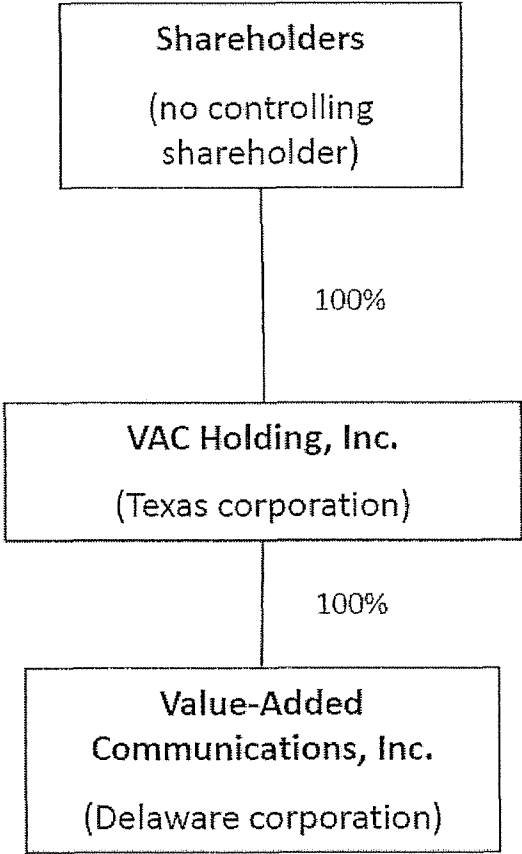 Shareholders
(no controlling
shareholder)
100%
VAC Holding, Inc.
(Texas corporation)
100%
Value-Added
Communications, Inc.
(Delaware corporation)